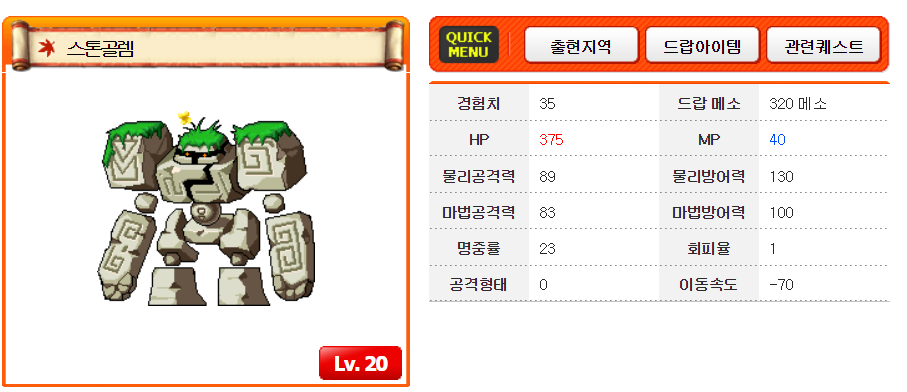 스톤골렘
Lv. 20
QUICK
MENU
출현지역
드랍아이템
관련퀘스트
경험치 35 드랍 메소 320 메소
HP 375 MP 40
물리공격력 89 물리방어력 130
마법공격력 83 마법방어력 100
명중률 23 회피율 1
공격형태 0 이동속도 -70